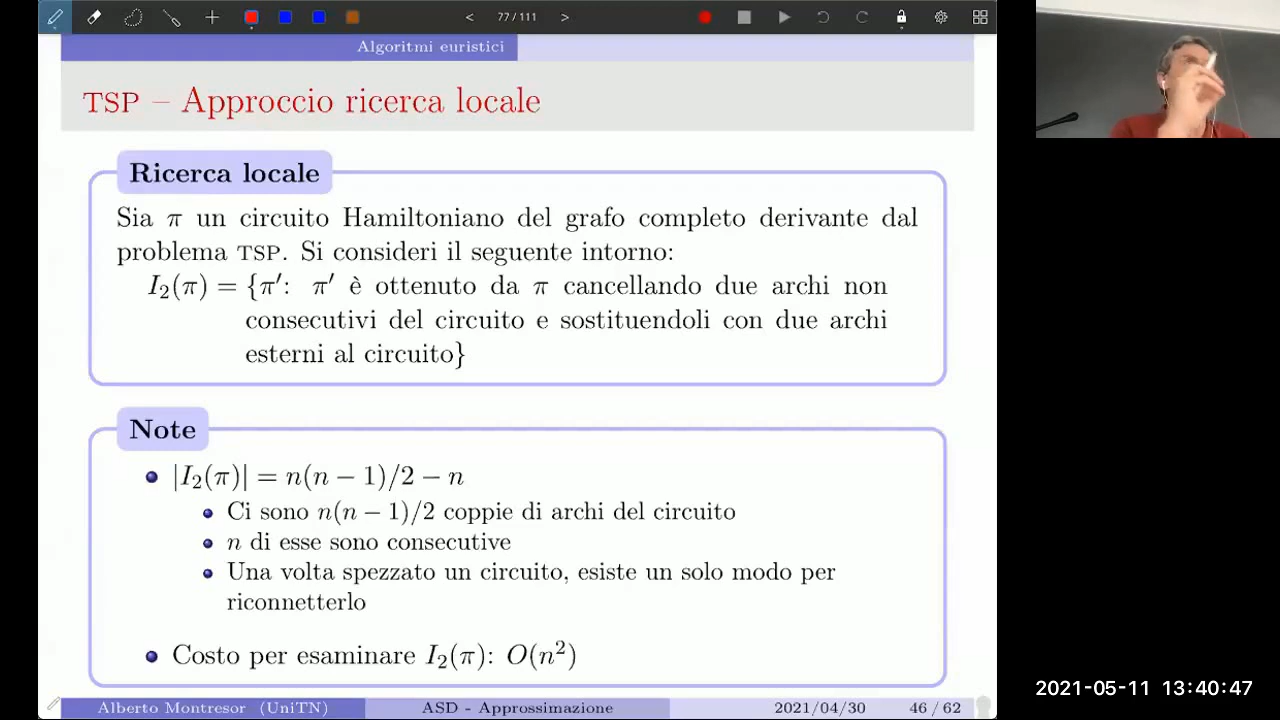 77 / 111
Algoritmi euristici
TSP – Approccio ricerca locale
Ricerca locale
Sia π un circuito Hamiltoniano del grafo completo derivante dal
problema TSP. Si consideri il seguente intorno:
I₂(π) = {π′: π′ è ottenuto da π cancellando due archi non
consecutivi del circuito e sostituendoli con due archi
esterni al circuito}
Note
|I₂(π)| = n(n − 1)/2 − n
Ci sono n(n − 1)/2 coppie di archi del circuito
n di esse sono consecutive
Una volta spezzato un circuito, esiste un solo modo per
riconnetterlo
Costo per esaminare I₂(π): O(n²)
Alberto Montresor (UniTN) ASD - Approssimazione 2021/04/30 46 / 62
2021-05-11 13:40:47